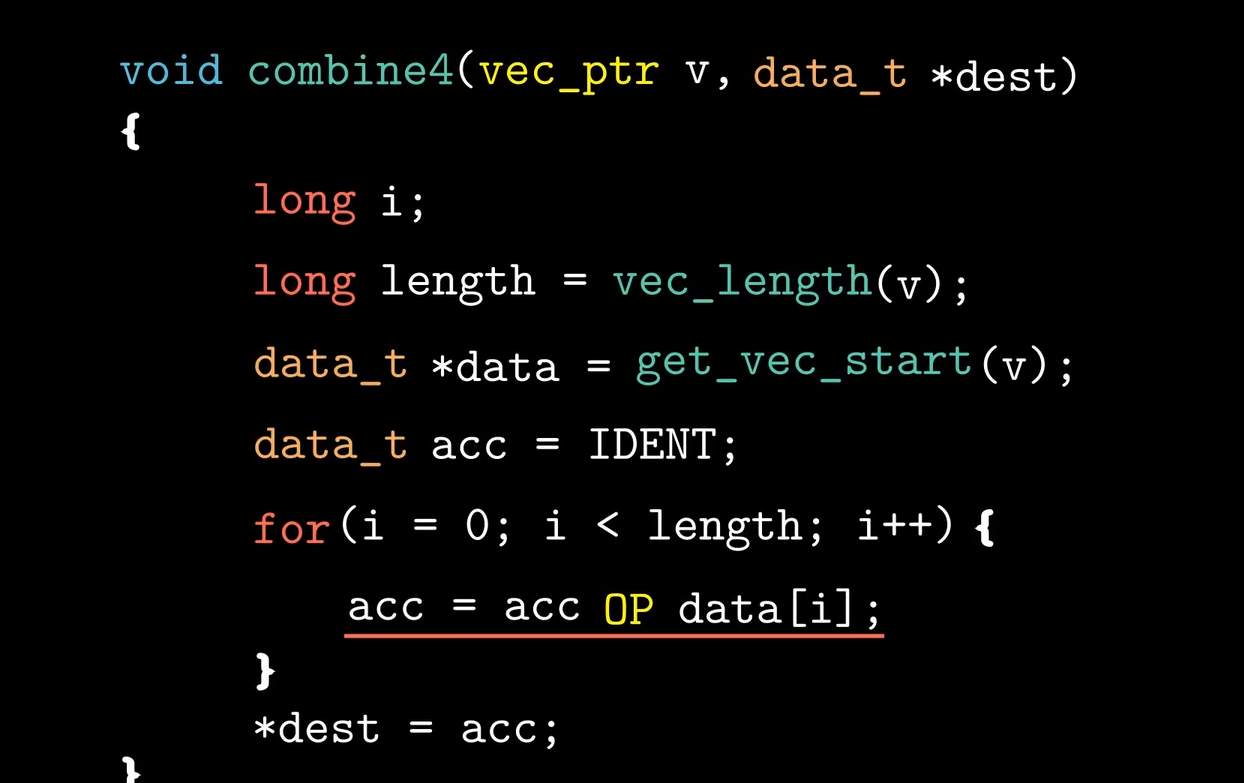 void combine4(vec_ptr v, data_t *dest)
{
long i;
long length = vec_length(v);
data_t *data = get_vec_start(v);
data_t acc = IDENT;
for(i = 0; i < length; i++) {
acc = acc OP data[i];
}
*dest = acc;
}